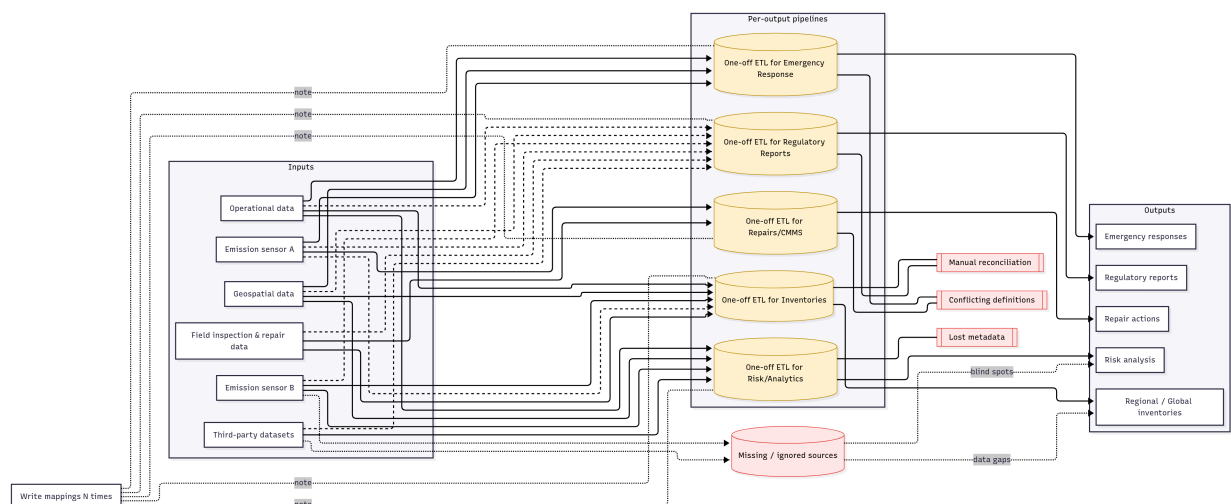 Per-output pipelines
One-off ETL for Emergency
Response
note
note
note
One-off ETL for Regulatory
Reports
Inputs
Operational data
Emission sensor A
Geospatial data
Field inspection & repair
data
Emission sensor B
Third-party datasets
One-off ETL for
Repairs/CMMS
One-off ETL for Inventories
One-off ETL for
Risk/Analytics
Manual reconciliation
Conflicting definitions
Lost metadata
Outputs
Emergency responses
Regulatory reports
Repair actions
Risk analysis
Regional / Global
inventories
blind spots
Missing / ignored sources
data gaps
note
Write mappings N times
note